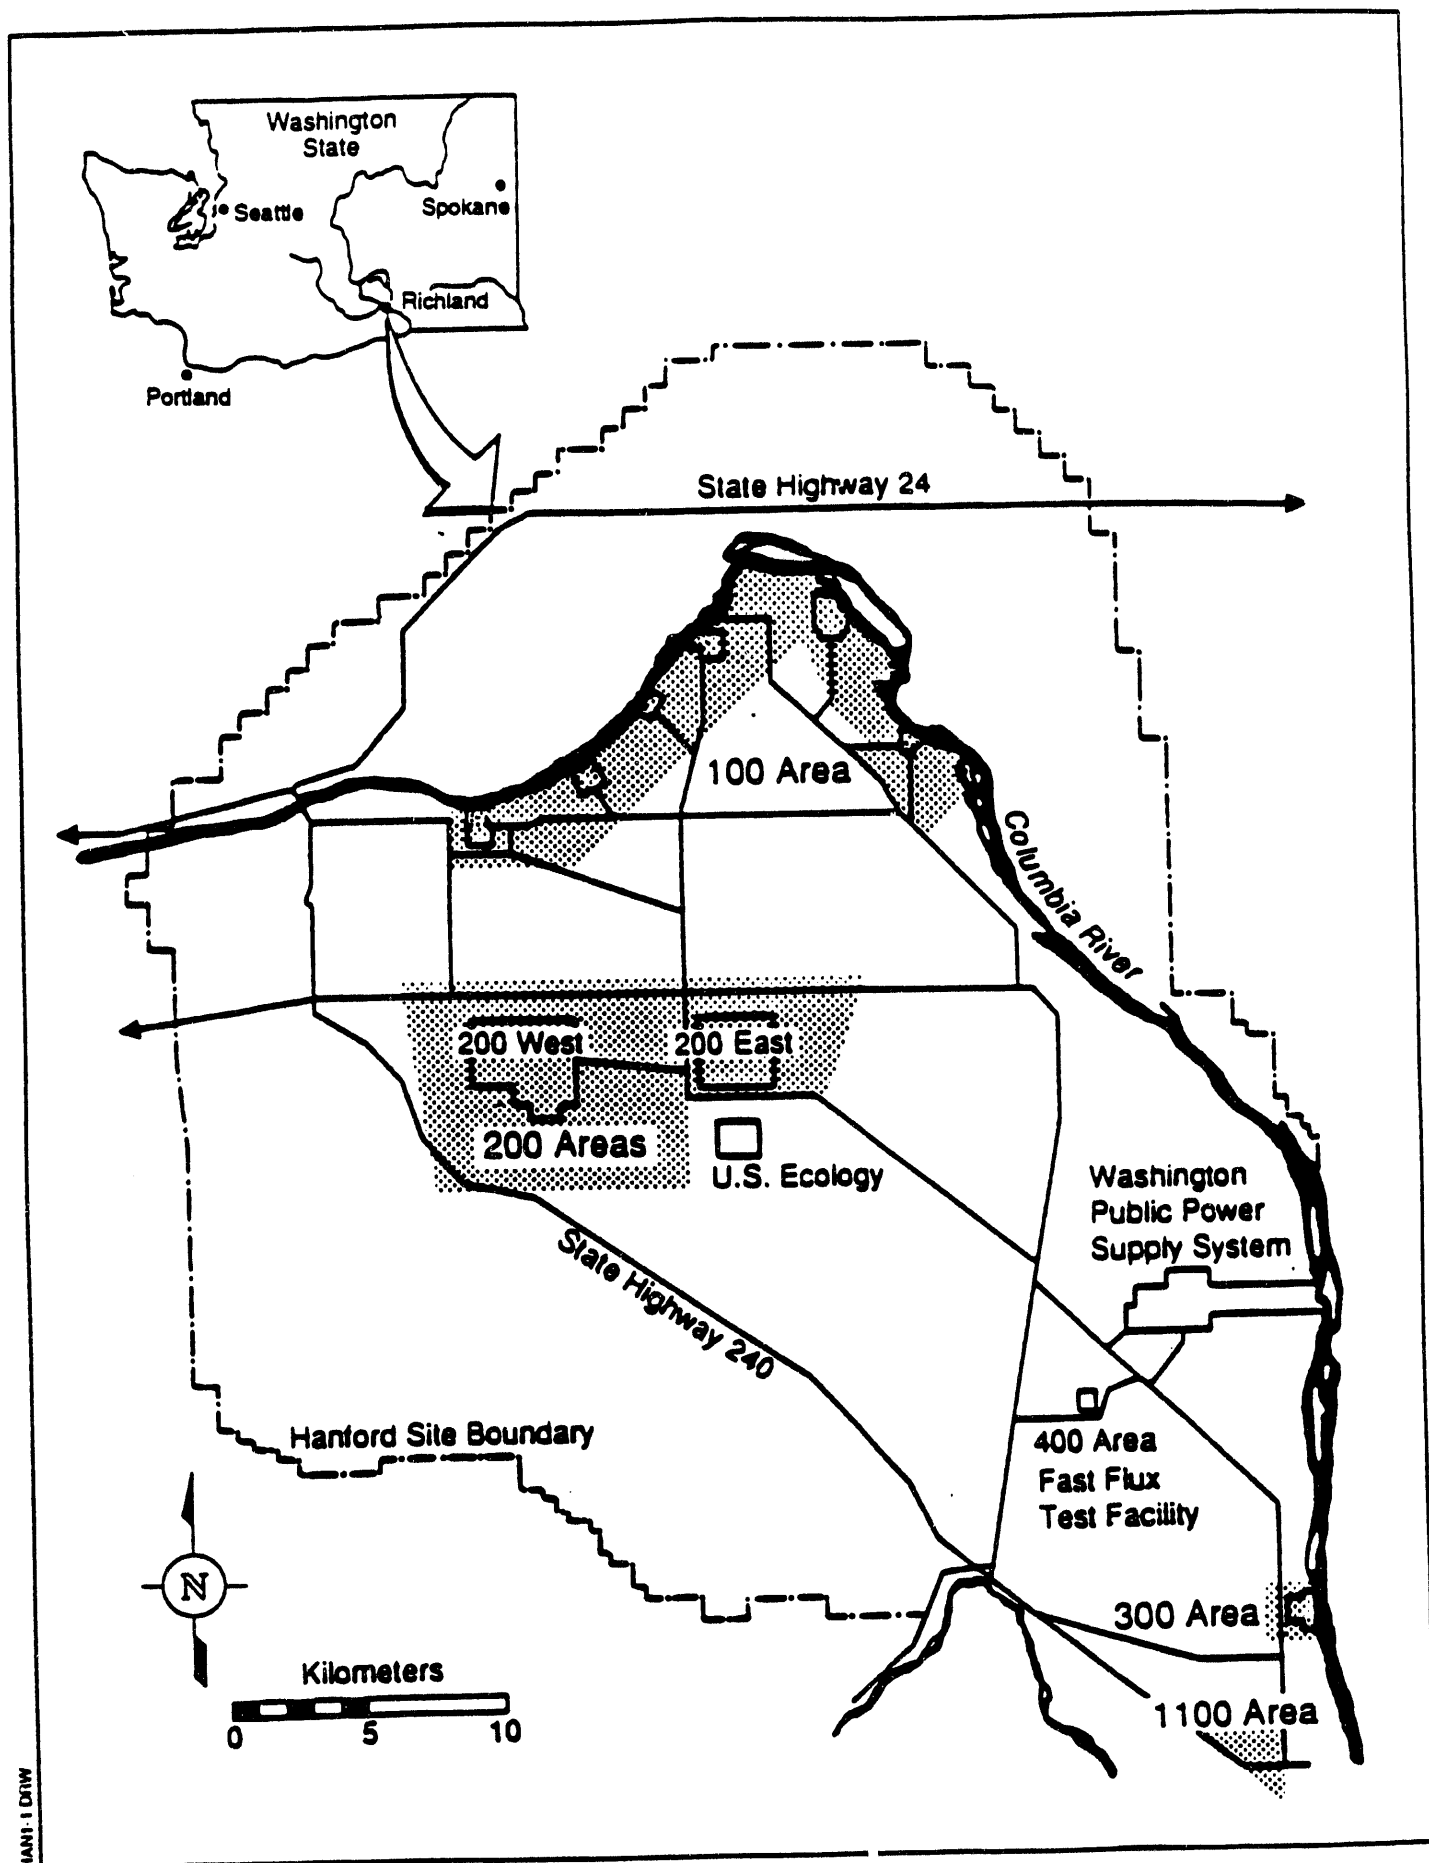 Washington
State
Seattle
Spokane
Richland
Portland
State Highway 24
100 Area
Columbia River
200 West
200 East
200 Areas
U.S. Ecology
Washington
Public Power
Supply System
State Highway 240
Hanford Site Boundary
400 Area
Fast Flux
Test Facility
N
300 Area
Kilometers
0 5 10
1100 Area